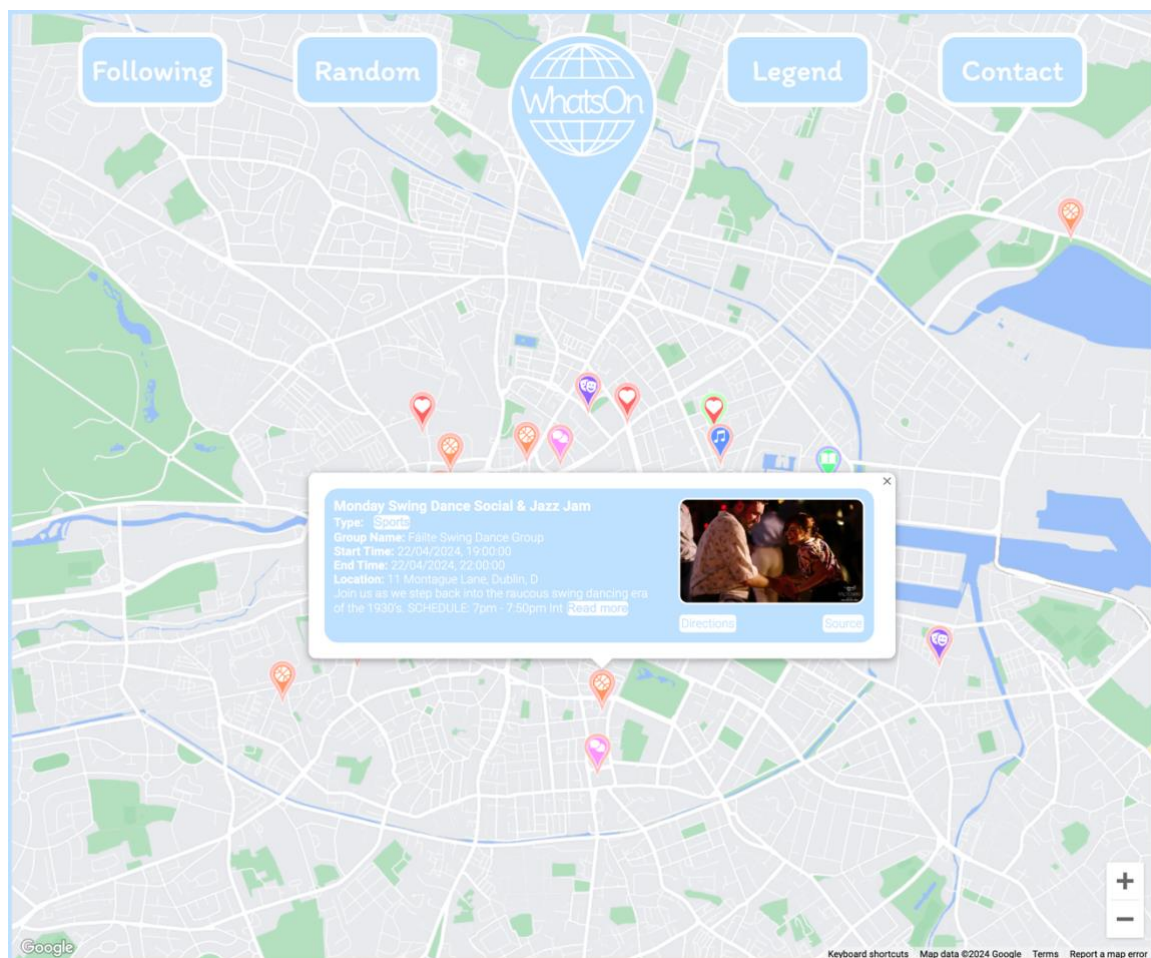 Following
Random
WhatsOn
Legend
Contact
Monday Swing Dance Social & Jazz Jam
Type: Sports
Group Name: Fáilte Swing Dance Group
Start Time: 22/04/2024, 19:00:00
End Time: 22/04/2024, 22:00:00
Location: 11 Montague Lane, Dublin, D
Join us as we step back into the raucous swing dancing era
of the 1930's. SCHEDULE: 7pm - 7:50pm Int Read more
Directions
Source
Google
Keyboard shortcuts Map data ©2024 Google Terms Report a map error